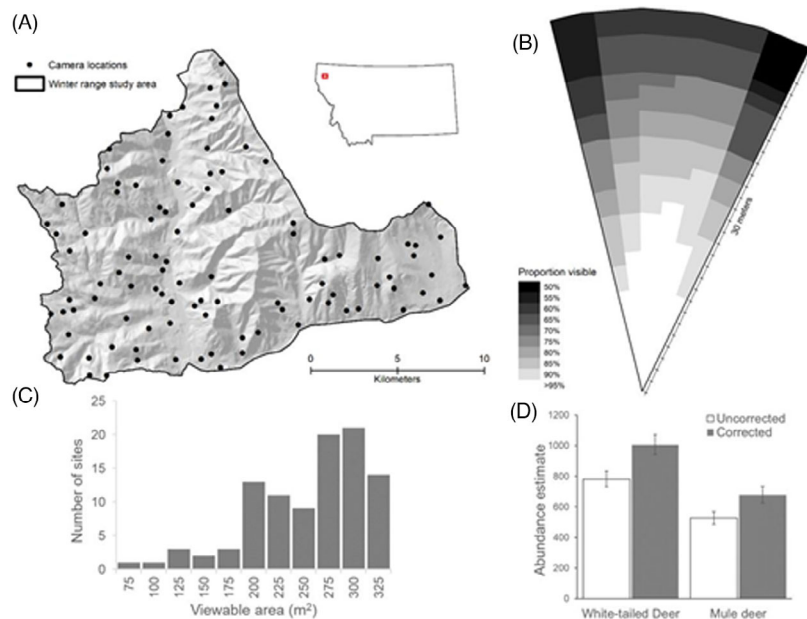 (A)
Camera locations
Winter range study area
0 5 10
Kilometers
(B)
30 meters
Proportion visible
50%
55%
60%
65%
70%
75%
80%
85%
90%
>95%
(C)
Number of sites
25
20
15
10
5
0
75 100 125 150 175 200 225 250 275 300 325
Viewable area (m²)
(D)
Abundance estimate
1200
1000
800
600
400
200
0
Uncorrected
Corrected
White-tailed Deer Mule deer